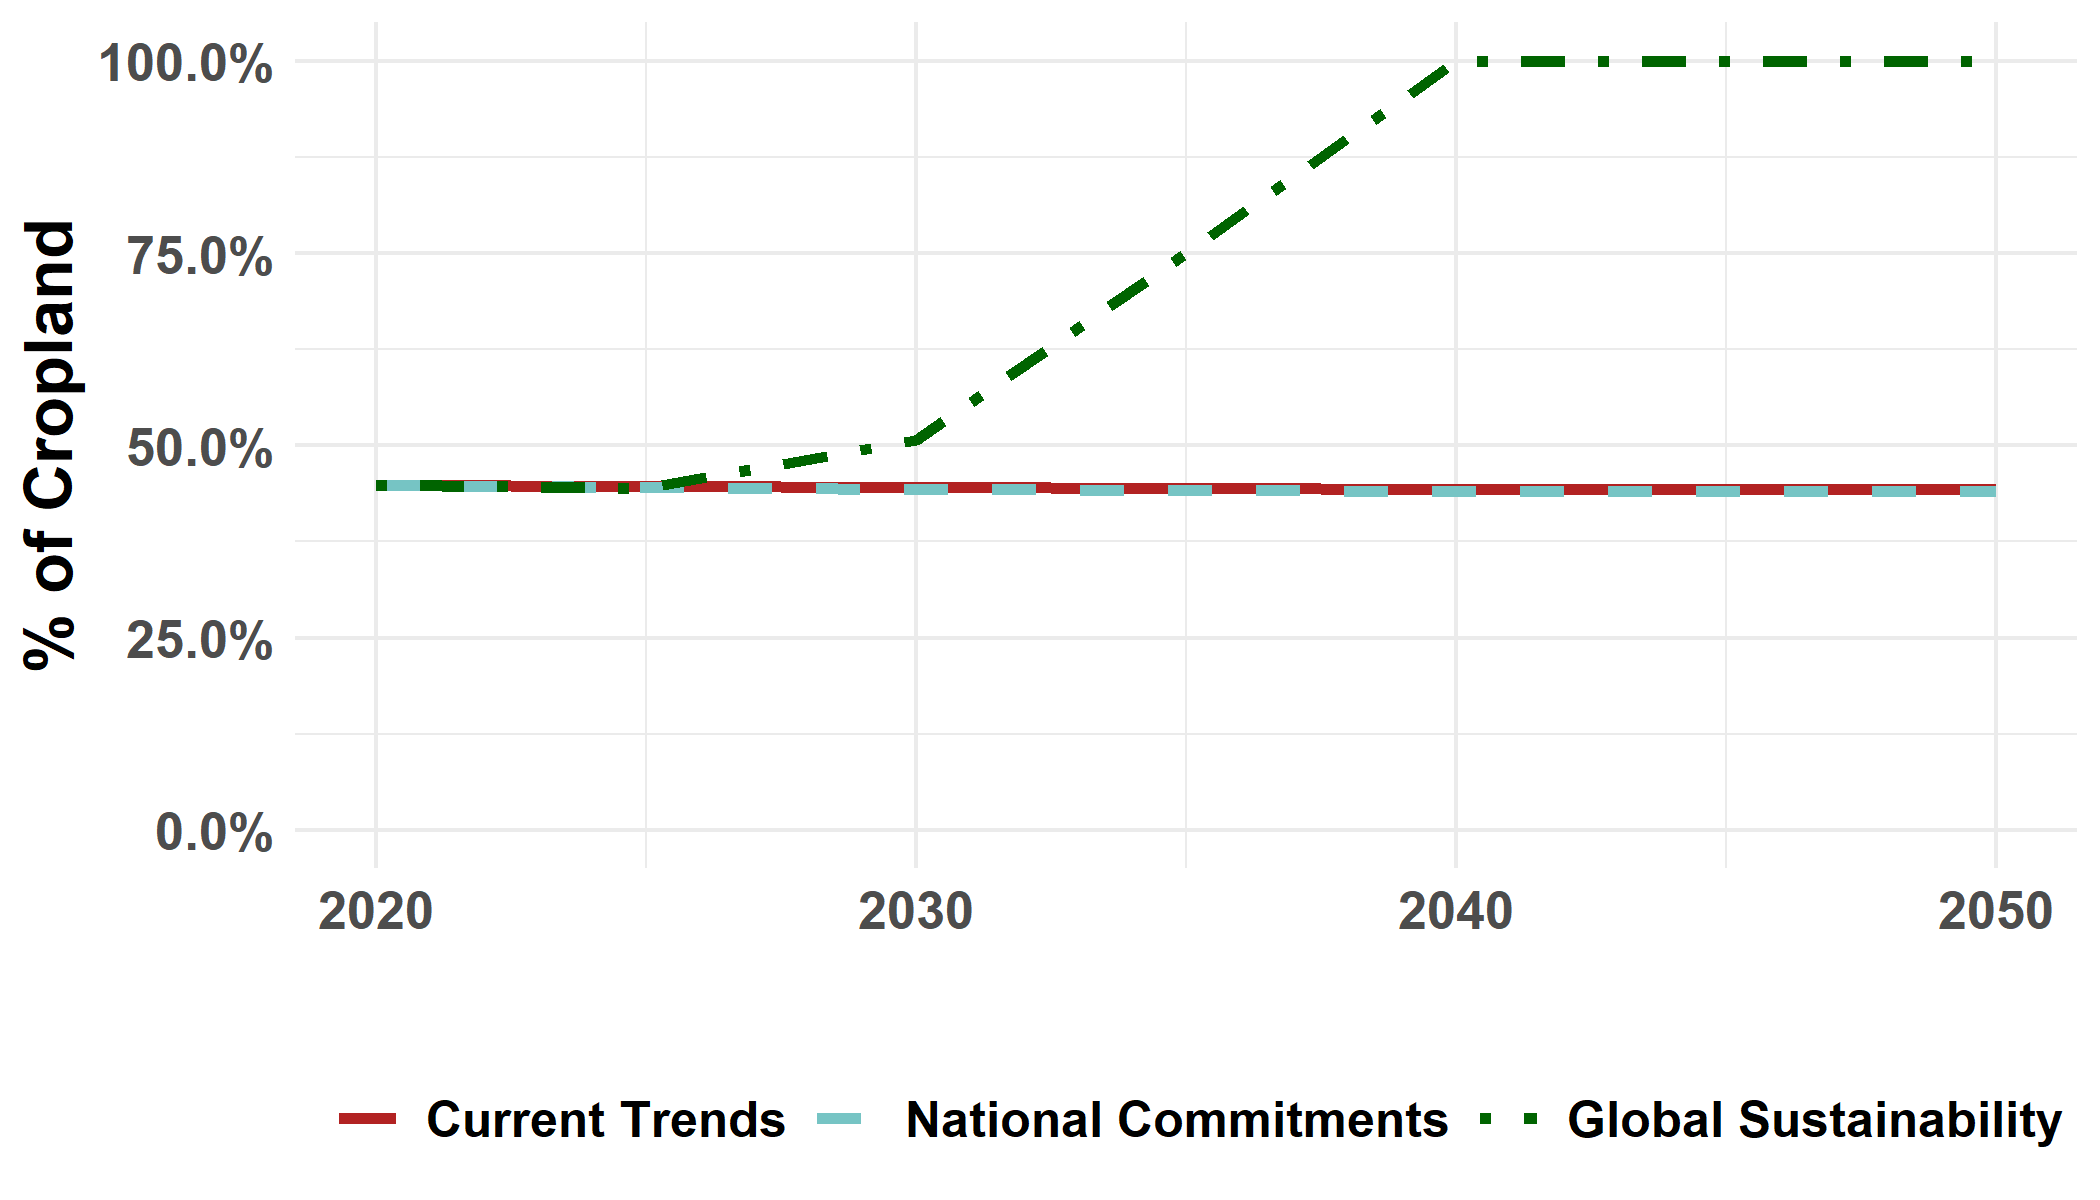 100.0%
75.0%
50.0%
25.0%
0.0%
% of Cropland
2020 2030 2040 2050
Current Trends National Commitments Global Sustainability